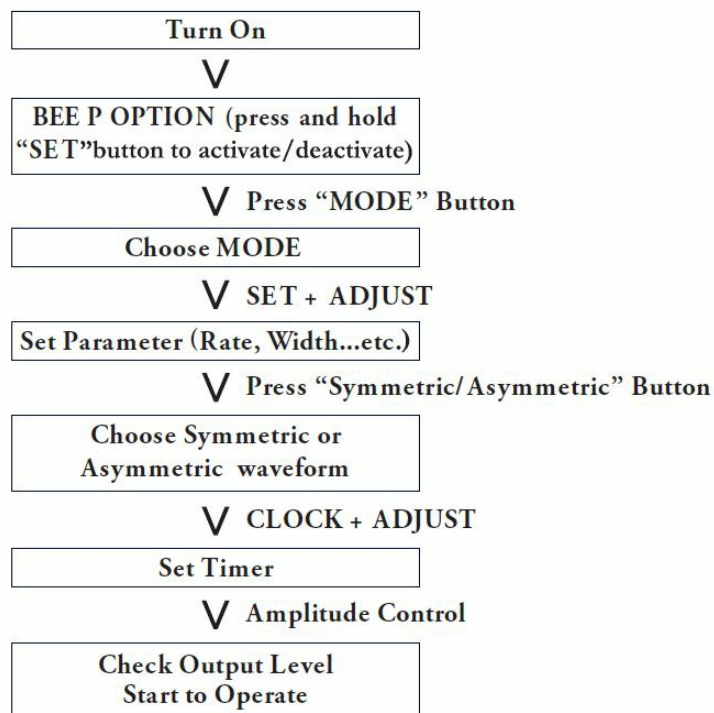 Turn On
BEE P OPTION (press and hold
“SET”button to activate/deactivate)
Press “MODE” Button
Choose MODE
SET + ADJUST
Set Parameter (Rate, Width...etc.)
Press “Symmetric/Asymmetric” Button
Choose Symmetric or
Asymmetric waveform
CLOCK + ADJUST
Set Timer
Amplitude Control
Check Output Level
Start to Operate